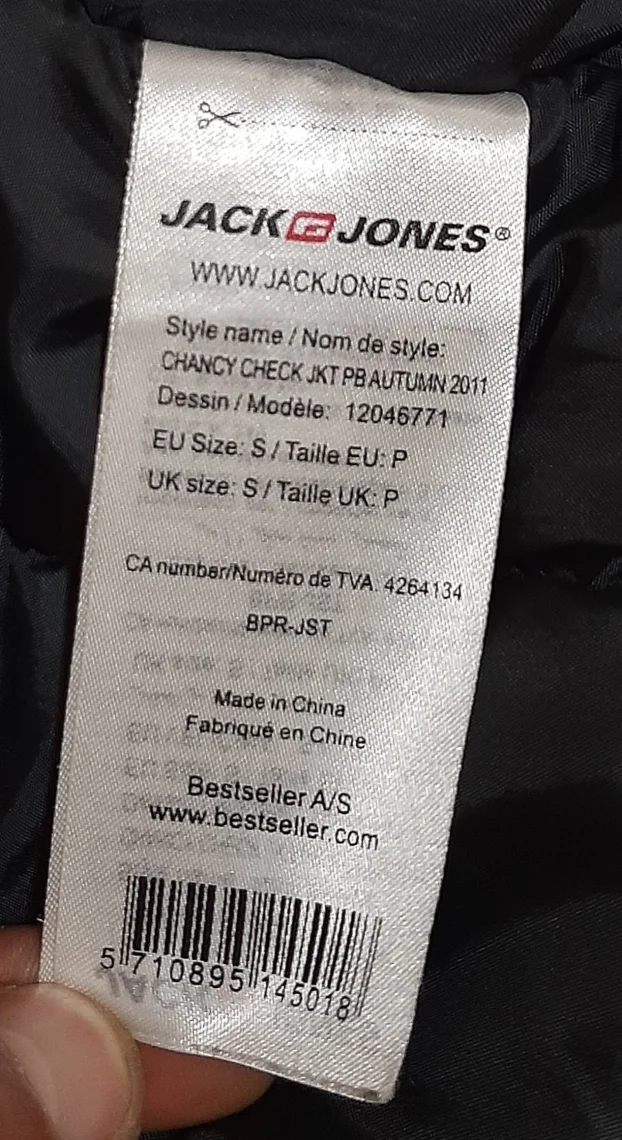 JACK JONES®
WWW.JACKJONES.COM
Style name / Nom de style:
CHANCY CHECK JKT PB AUTUMN 2011
Dessin / Modèle: 12046771
EU Size: S / Taille EU: P
UK size: S / Taille UK: P
CA number/Numéro de TVA. 4264134
BPR-JST
Made in China
Fabriqué en Chine
Bestseller A/S
www.bestseller.com
5 710895 145018